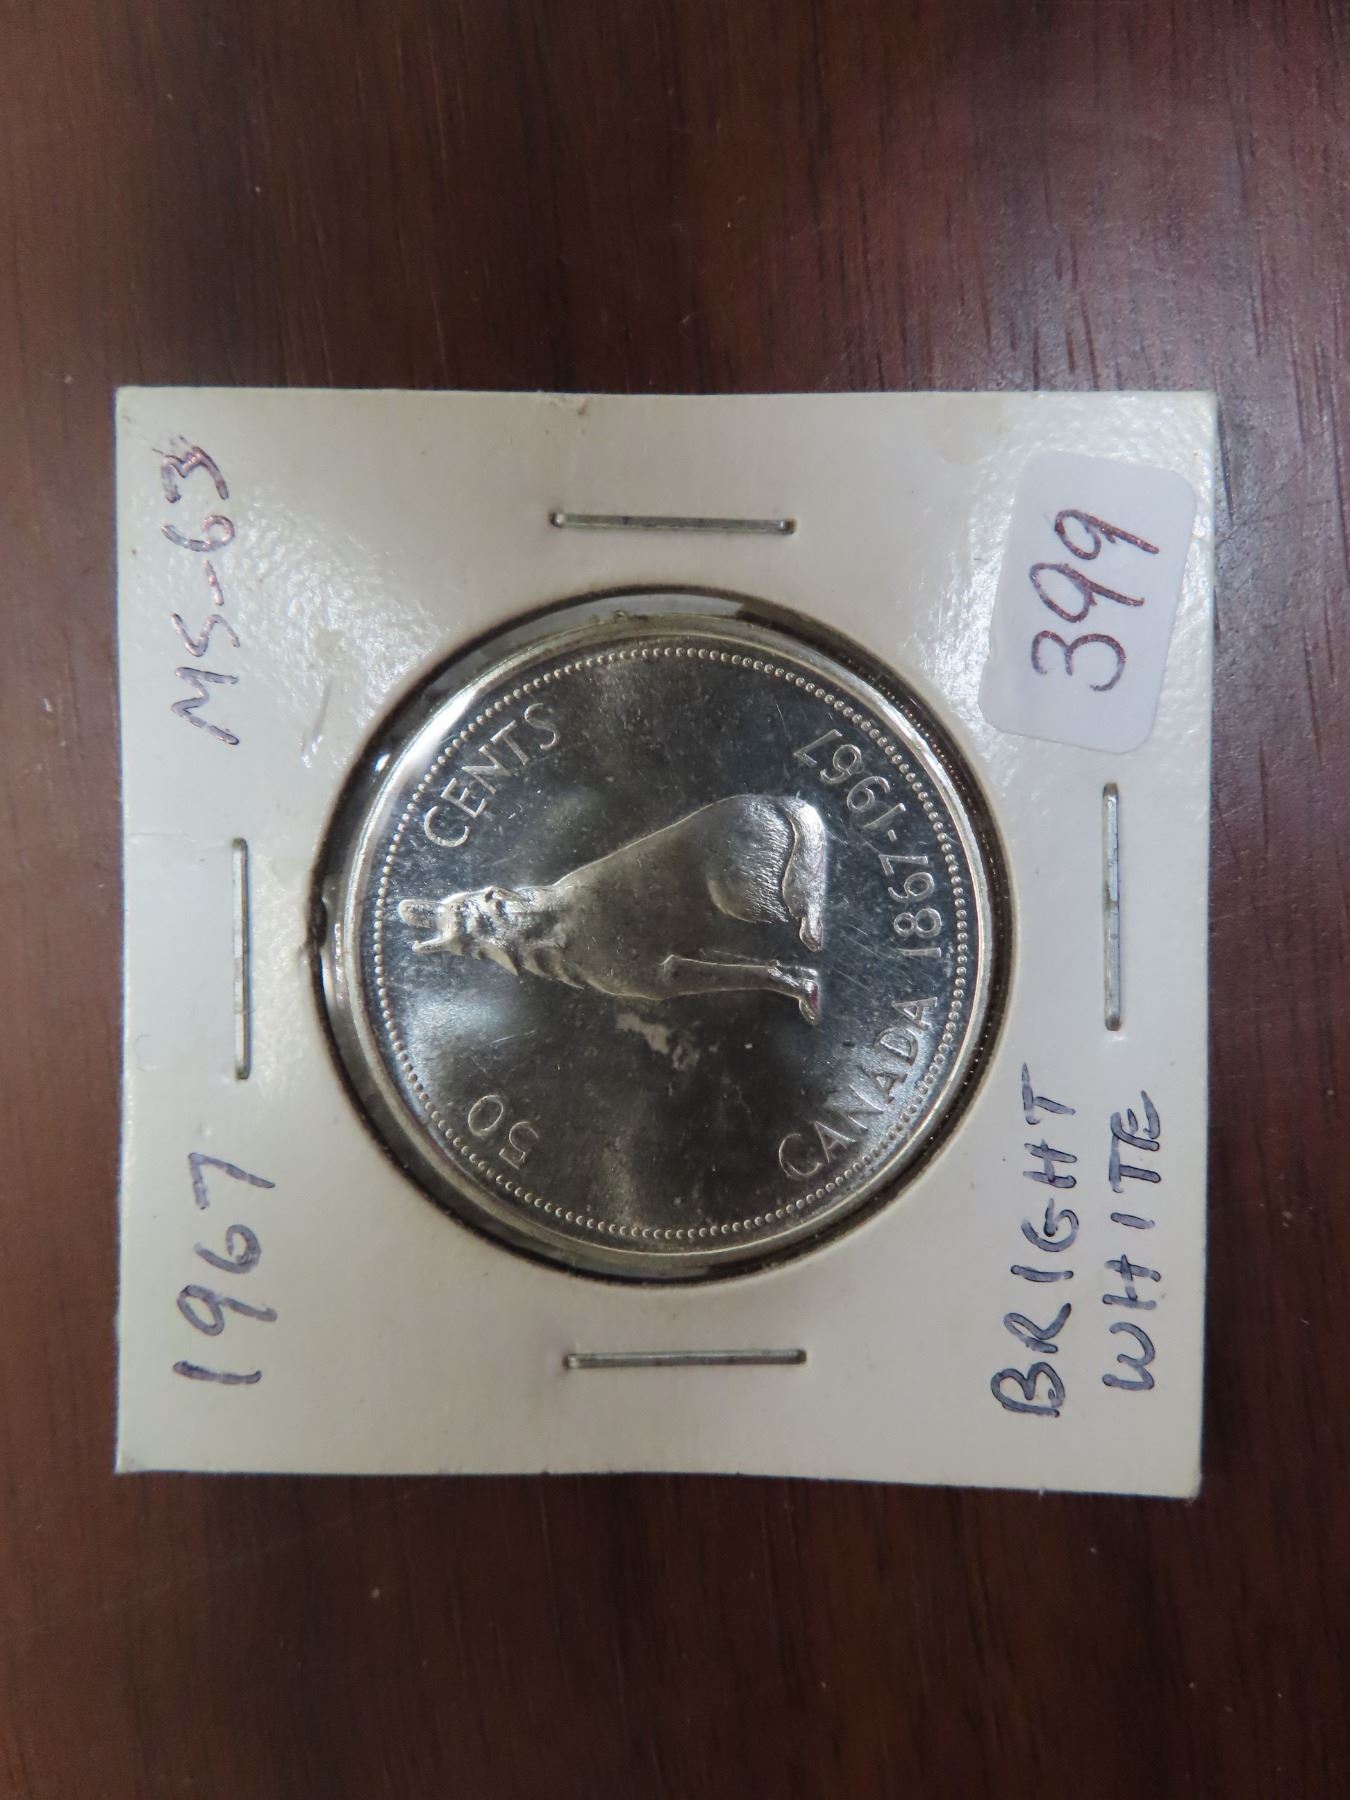 1967
MS-63
50 CENTS
CANADA 1867-1967
BRIGHT
WHITE
399